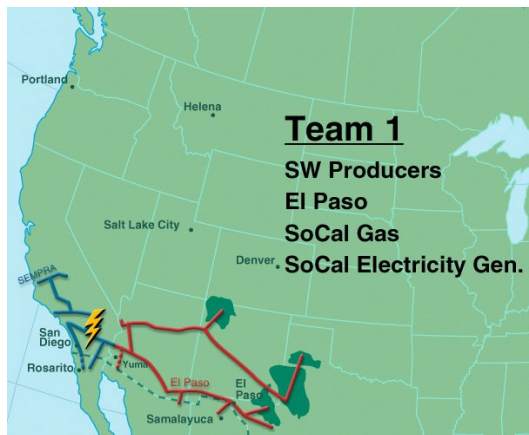 Portland
Helena
Team 1
SW Producers
El Paso
SoCal Gas
SoCal Electricity Gen.
Salt Lake City
Denver
SEMPRA
San
Diego
Rosarito
Yuma
El Paso
El
Paso
Samalayuca